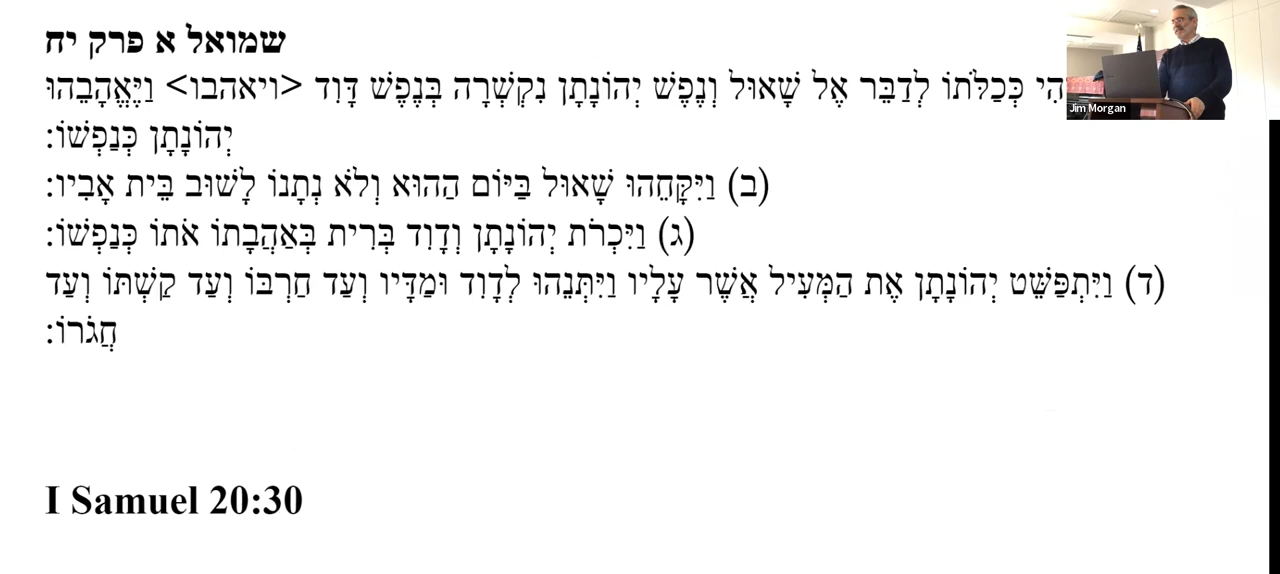 שמואל א פרק יח
הִי כְּכַלֹּתוֹ לְדַבֵּר אֶל שָׁאוּל וְנֶפֶשׁ יְהוֹנָתָן נִקְשְׁרָה בְּנֶפֶשׁ דָּוִד <ויאהבו> וַיֶּאֱהָבֵהוּ
יְהוֹנָתָן כְּנַפְשׁוֹ:
(ב) וַיִּקָּחֵהוּ שָׁאוּל בַּיּוֹם הַהוּא וְלֹא נְתָנוֹ לָשׁוּב בֵּית אָבִיו:
(ג) וַיִּכְרֹת יְהוֹנָתָן וְדָוִד בְּרִית בְּאַהֲבָתוֹ אֹתוֹ כְּנַפְשׁוֹ:
(ד) וַיִּתְפַּשֵּׁט יְהוֹנָתָן אֶת הַמְּעִיל אֲשֶׁר עָלָיו וַיִּתְּנֵהוּ לְדָוִד וּמַדָּיו וְעַד חַרְבּוֹ וְעַד קַשְׁתּוֹ וְעַד
חֲגֹרוֹ:
I Samuel 20:30
Jim Morgan